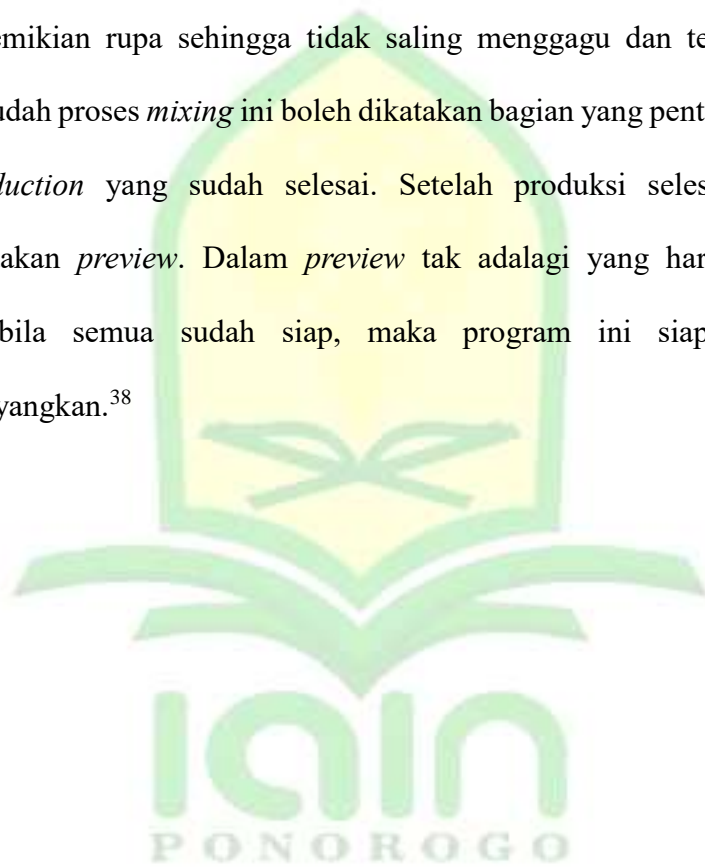 emikian rupa sehingga tidak saling menggagu dan te
udah proses mixing ini boleh dikatakan bagian yang pent
duction yang sudah selesai. Setelah produksi seles
akan preview. Dalam preview tak adalagi yang har
bila semua sudah siap, maka program ini siap
yangkan.38
iain
PONOROGO